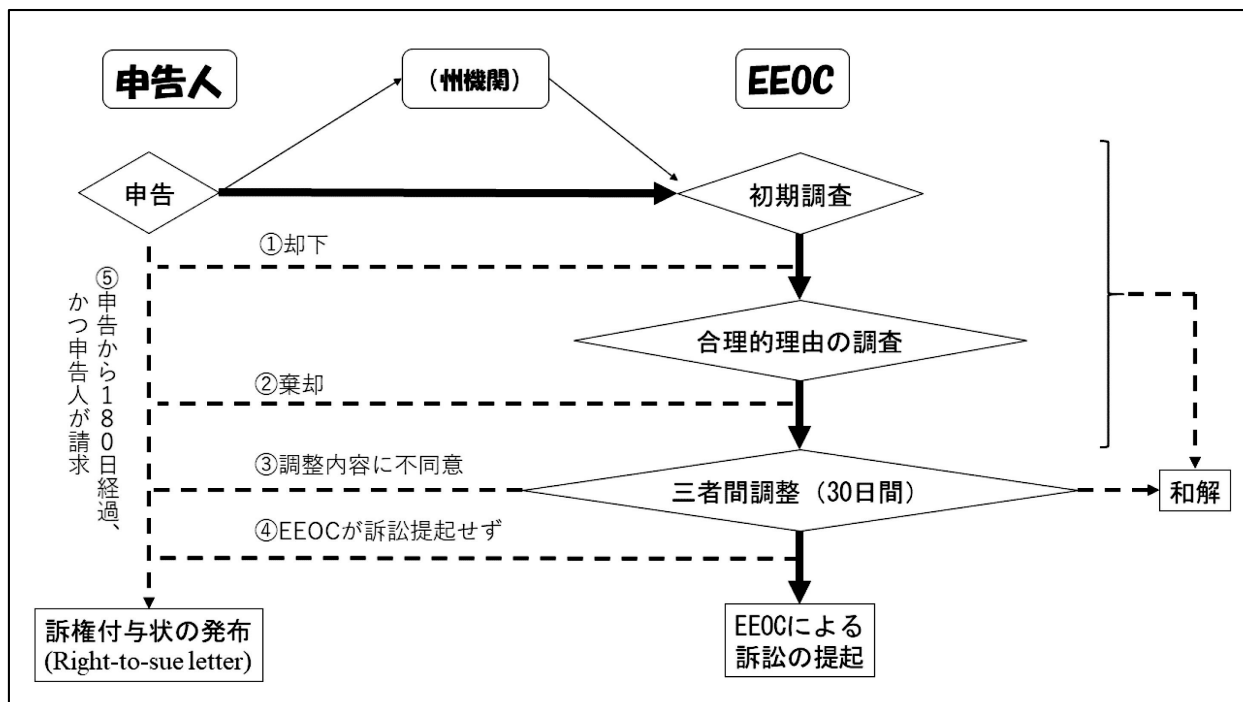 申告人
（州機関）
EEOC
申告
初期調査
①却下
⑤申告から１８０日経過、
かつ申告人が請求
合理的理由の調査
②棄却
③調整内容に不同意
三者間調整（30日間）
和解
④EEOCが訴訟提起せず
訴権付与状の発布
(Right-to-sue letter)
EEOCによる
訴訟の提起